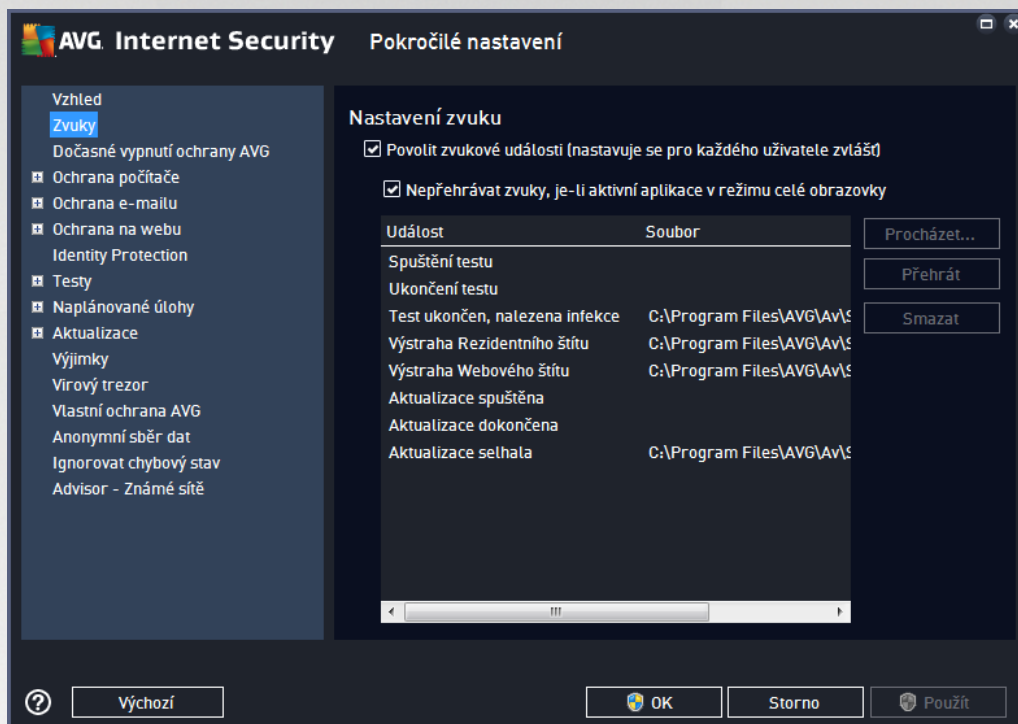 AVG. Internet Security Pokročilé nastavení
Vzhled
Zvuky
Dočasné vypnutí ochrany AVG
Ochrana počítače
Ochrana e-mailu
Ochrana na webu
Identity Protection
Testy
Naplánované úlohy
Aktualizace
Výjimky
Virový trezor
Vlastní ochrana AVG
Anonymní sběr dat
Ignorovat chybový stav
Advisor - Známé sítě
Nastavení zvuku
Povolit zvukové události (nastavuje se pro každého uživatele zvlášť)
Nepřehrávat zvuky, je-li aktivní aplikace v režimu celé obrazovky
Událost Soubor
Spuštění testu
Ukončení testu
Test ukončen, nalezena infekce C:\Program Files\AVG\Av\S
Výstraha Rezidentního štítu C:\Program Files\AVG\Av\S
Výstraha Webového štítu C:\Program Files\AVG\Av\S
Aktualizace spuštěna
Aktualizace dokončena
Aktualizace selhala C:\Program Files\AVG\Av\S
Procházet...
Přehrát
Smazat
? Výchozí OK Storno Použít